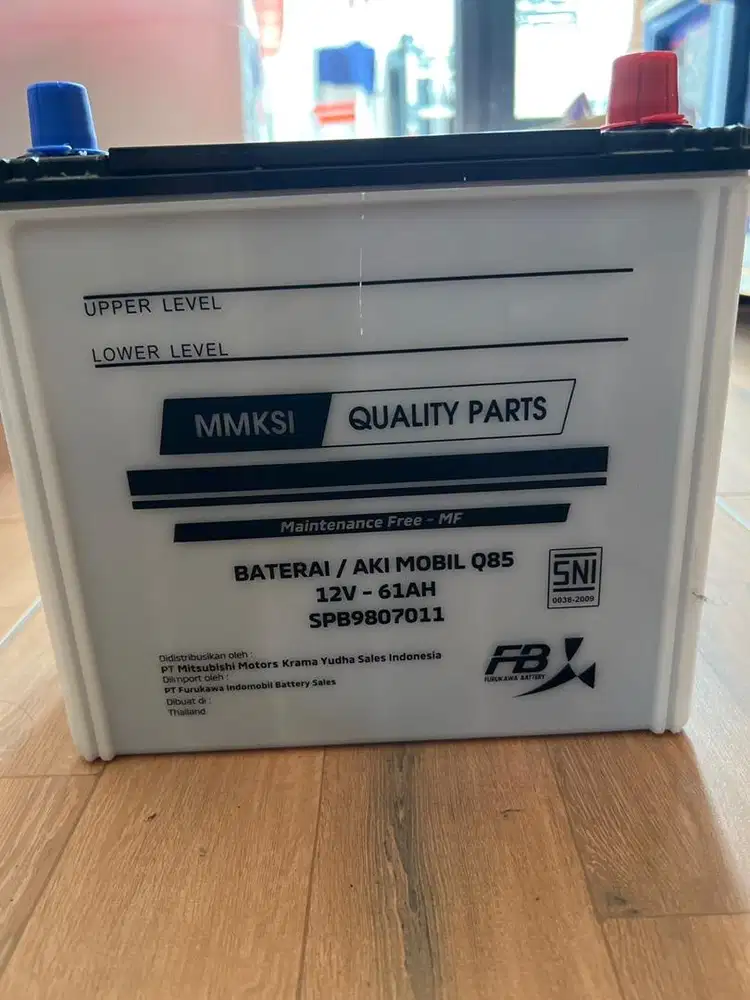 UPPER LEVEL
LOWER LEVEL
MMKSI QUALITY PARTS
Maintenance Free - MF
BATERAI / AKI MOBIL Q85
12V - 61AH
SPB9807011
SNI
0038-2009
Didistribusikan oleh :
PT Mitsubishi Motors Krama Yudha Sales Indonesia
Diimport oleh :
PT Furukawa Indomobil Battery Sales
Dibuat di :
Thailand
FB
FURUKAWA BATTERY